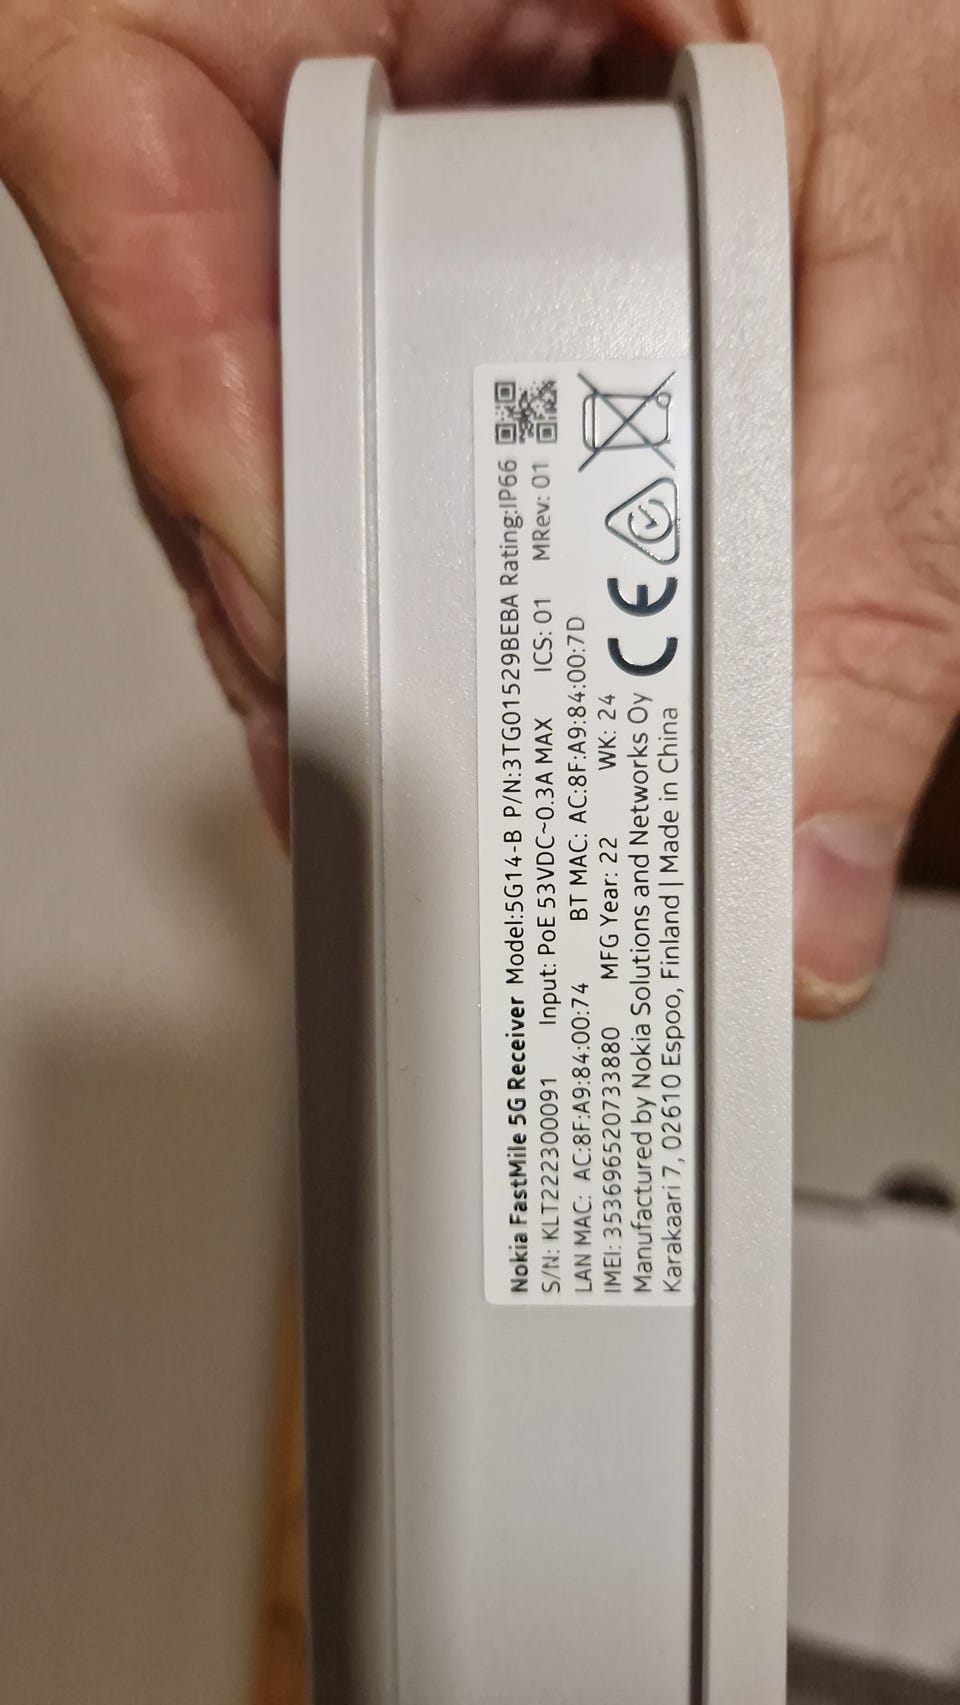 Nokia FastMile 5G Receiver Model:5G14-B P/N:3TG01529BEBA Rating:IP66
S/N: KLT222300091 Input: PoE 53VDC~0.3A MAX ICS: 01 MRev: 01
LAN MAC: AC:8F:A9:84:00:74 BT MAC: AC:8F:A9:84:00:7D
IMEI: 353696520733880 MFG Year: 22 WK: 24
Manufactured by Nokia Solutions and Networks Oy
Karakaari 7, 02610 Espoo, Finland | Made in China
CE